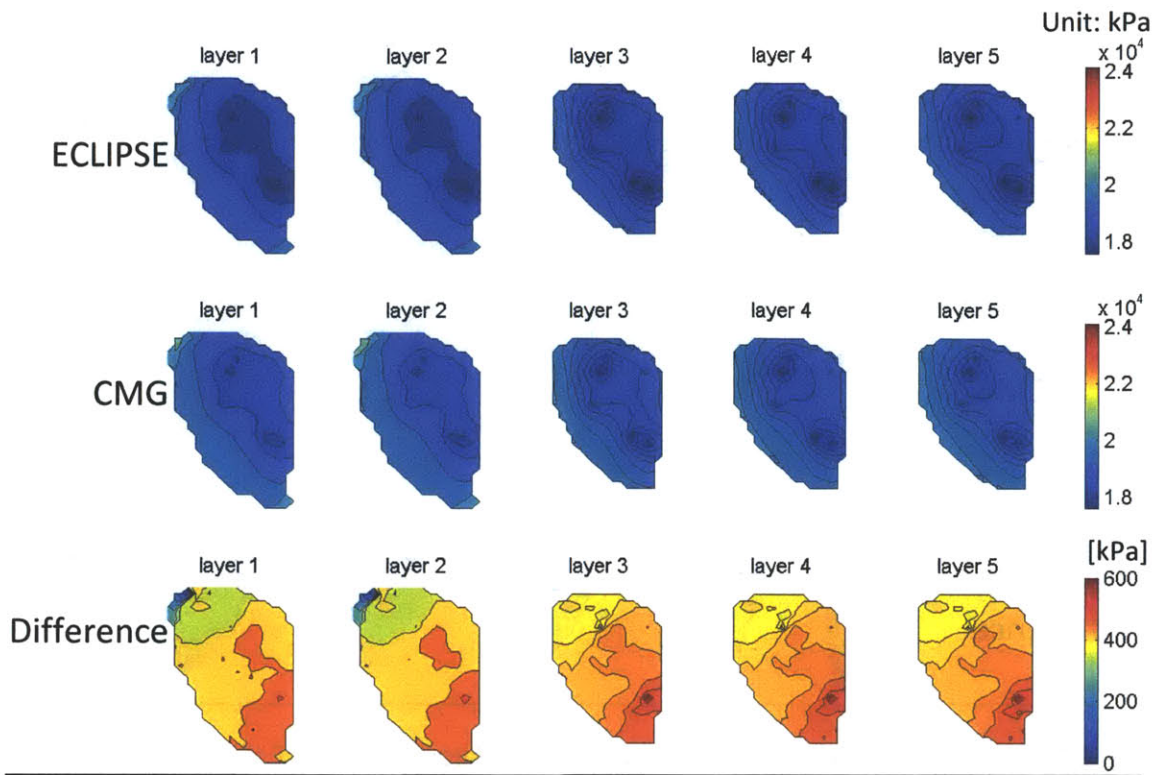 Unit: kPa
layer 1 layer 2 layer 3 layer 4 layer 5
x 10⁴
2.4
2.2
2
1.8
ECLIPSE
layer 1 layer 2 layer 3 layer 4 layer 5
x 10⁴
2.4
2.2
2
1.8
CMG
layer 1 layer 2 layer 3 layer 4 layer 5
[kPa]
600
400
200
0
Difference